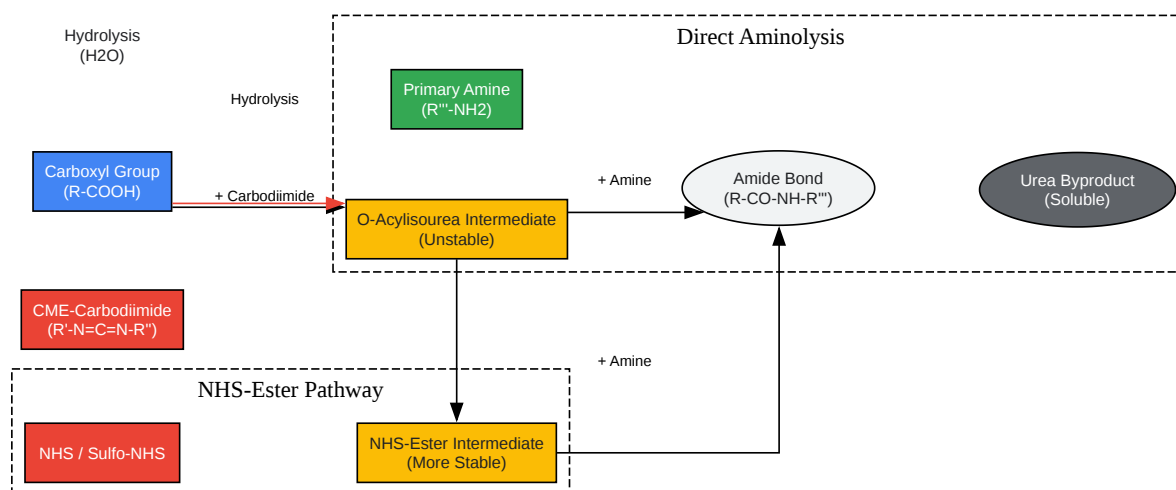 Hydrolysis
(H2O)
Direct Aminolysis
Hydrolysis
Primary Amine
(R'''-NH2)
Carboxyl Group
(R-COOH)
+ Carbodiimide
O-Acylisourea Intermediate
(Unstable)
+ Amine
Amide Bond
(R-CO-NH-R''')
Urea Byproduct
(Soluble)
CME-Carbodiimide
(R'-N=C=N-R'')
+ Amine
NHS-Ester Pathway
NHS / Sulfo-NHS
NHS-Ester Intermediate
(More Stable)